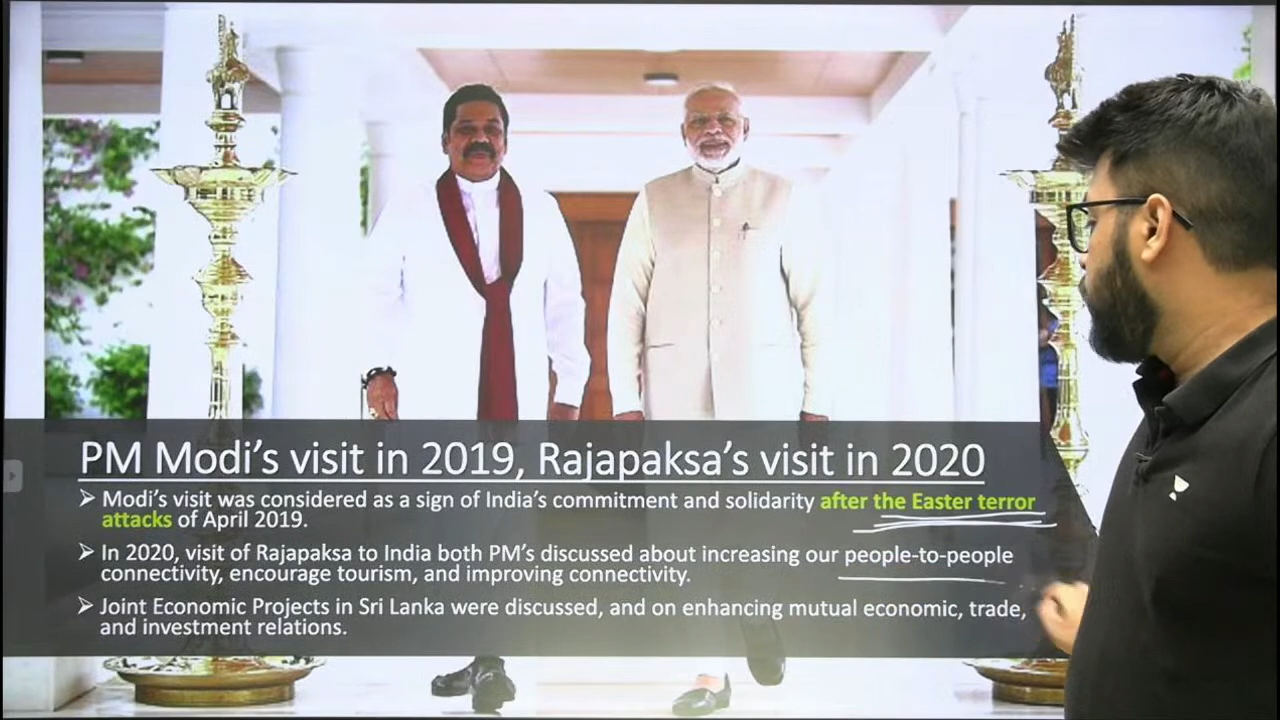 PM Modi's visit in 2019, Rajapaksa's visit in 2020
➢ Modi's visit was considered as a sign of India's commitment and solidarity after the Easter terror
attacks of April 2019.
➢ In 2020, visit of Rajapaksa to India both PM's discussed about increasing our people-to-people
connectivity, encourage tourism, and improving connectivity.
➢ Joint Economic Projects in Sri Lanka were discussed, and on enhancing mutual economic, trade,
and investment relations.